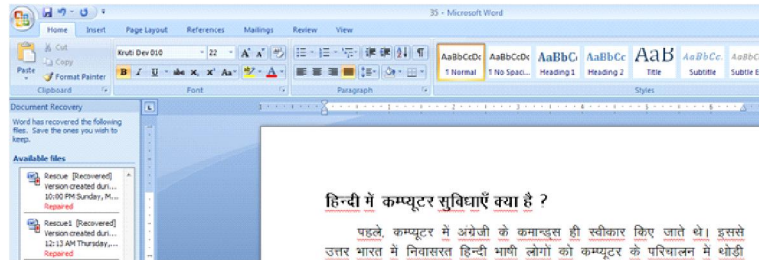 35 - Microsoft Word
Home Insert Page Layout References Mailings Review View
Paste
Cut
Copy
Format Painter
Clipboard
Kruti Dev 010 22
Font
Paragraph
AaBbCcDc AaBbCcDc AaBbC AaBbCc AaB AaBbCc. AaBbC
¶ Normal ¶ No Spaci... Heading 1 Heading 2 Title Subtitle Subtle E
Styles
Document Recovery
Word has recovered the following
files. Save the ones you wish to
keep.
Available files
Rescue [Recovered]
Version created duri...
10:00 PM Sunday, M...
Repaired
Rescue1 [Recovered]
Version created duri...
12:13 AM Thursday,...
Repaired
हिन्दी में कम्प्यूटर सुविधाएँ क्या है ?
पहले, कम्प्यूटर में अंग्रेजी के कमान्ड्स ही स्वीकार किए जाते थे। इससे
उत्तर भारत में निवासरत हिन्दी भाषी लोगों को कम्प्यूटर के परिचालन में थोडी